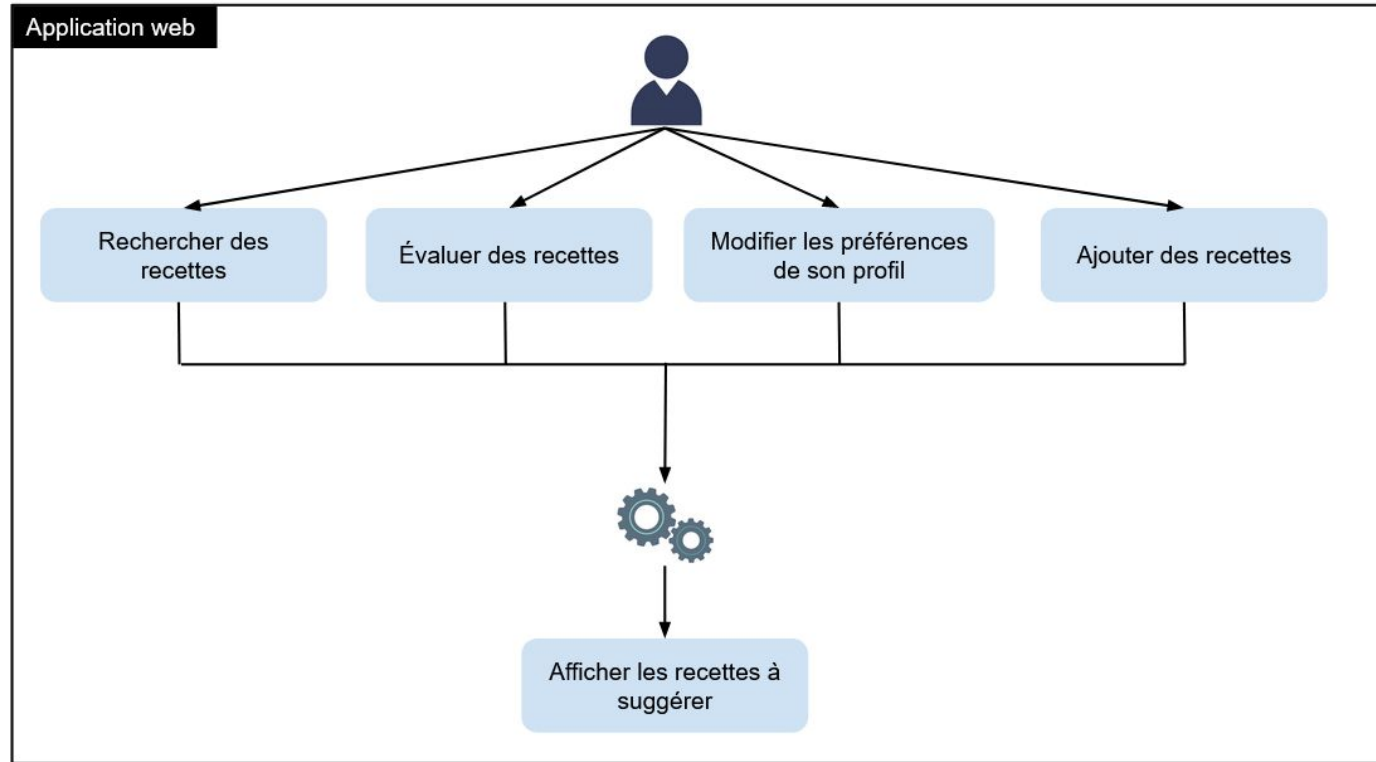 Application web
Rechercher des
recettes
Évaluer des recettes
Modifier les préférences
de son profil
Ajouter des recettes
Afficher les recettes à
suggérer